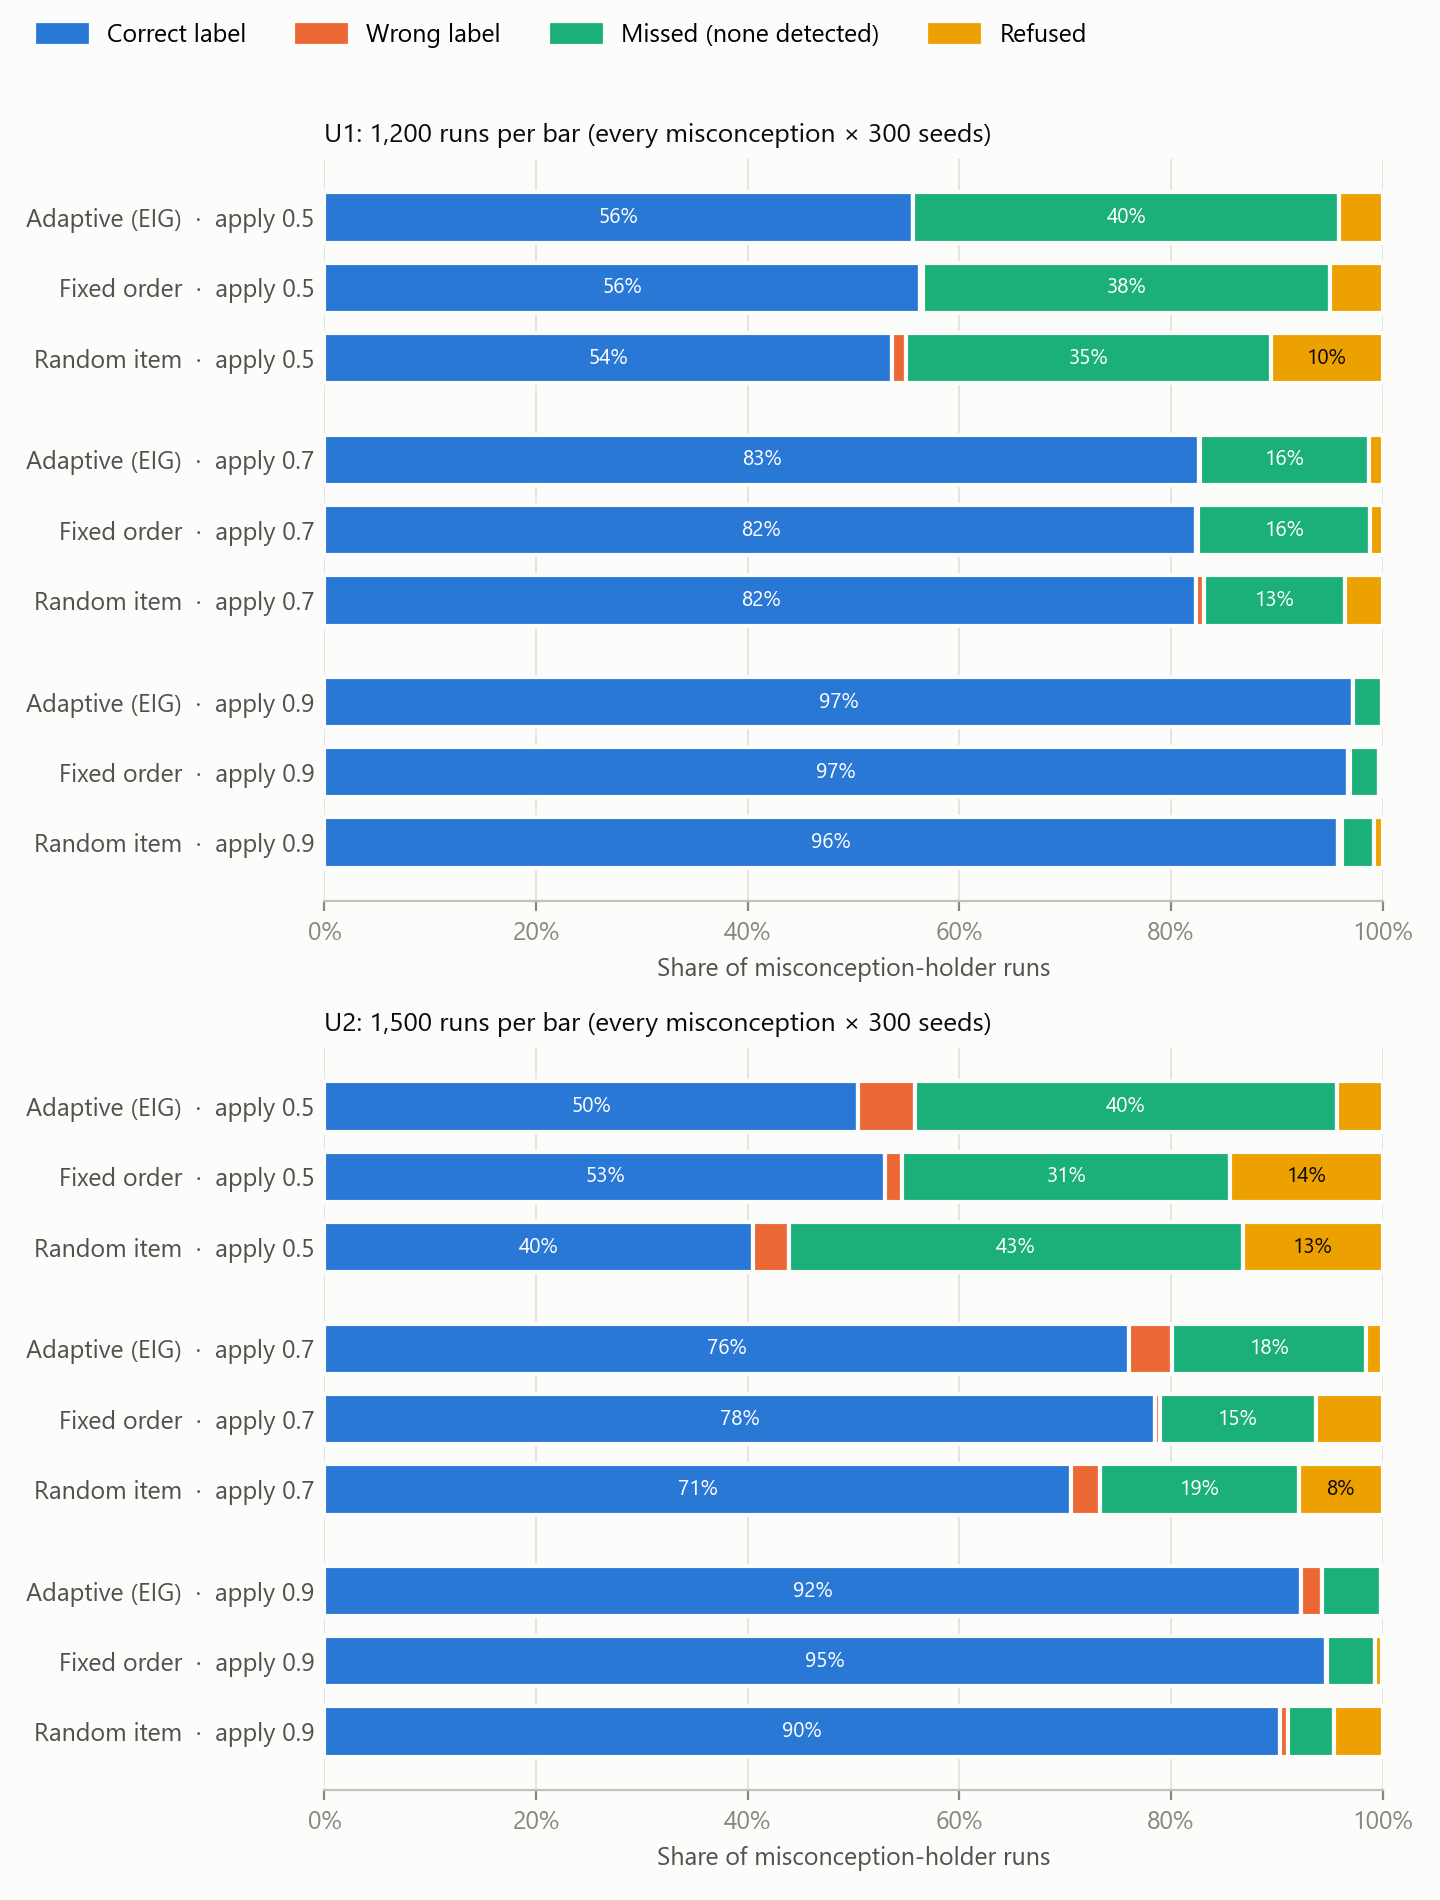 Correct label Wrong label Missed (none detected) Refused
U1: 1,200 runs per bar (every misconception × 300 seeds)
Adaptive (EIG) · apply 0.5 56% 40%
Fixed order · apply 0.5 56% 38%
Random item · apply 0.5 54% 35% 10%
Adaptive (EIG) · apply 0.7 83% 16%
Fixed order · apply 0.7 82% 16%
Random item · apply 0.7 82% 13%
Adaptive (EIG) · apply 0.9 97%
Fixed order · apply 0.9 97%
Random item · apply 0.9 96%
0% 20% 40% 60% 80% 100%
Share of misconception-holder runs
U2: 1,500 runs per bar (every misconception × 300 seeds)
Adaptive (EIG) · apply 0.5 50% 40%
Fixed order · apply 0.5 53% 31% 14%
Random item · apply 0.5 40% 43% 13%
Adaptive (EIG) · apply 0.7 76% 18%
Fixed order · apply 0.7 78% 15%
Random item · apply 0.7 71% 19% 8%
Adaptive (EIG) · apply 0.9 92%
Fixed order · apply 0.9 95%
Random item · apply 0.9 90%
0% 20% 40% 60% 80% 100%
Share of misconception-holder runs